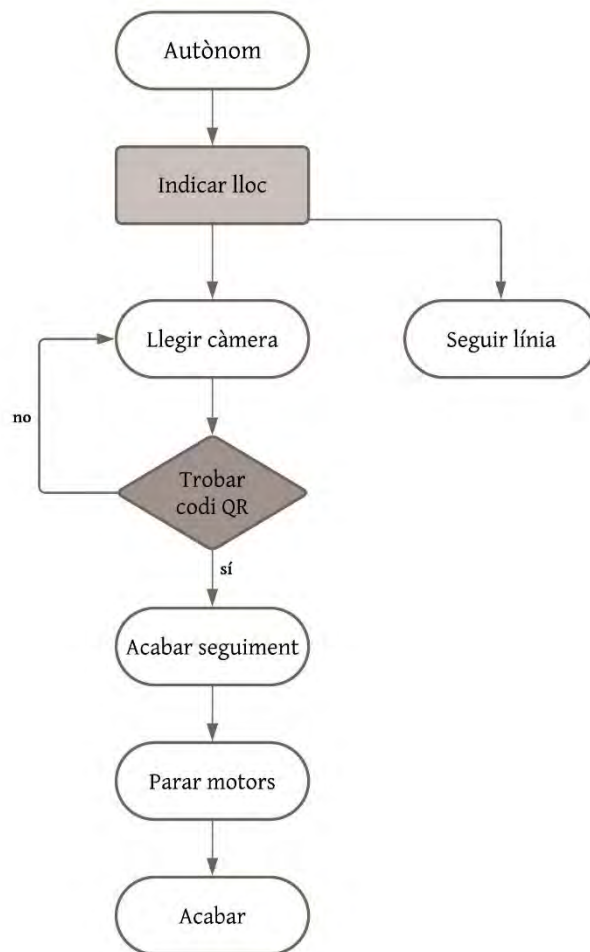 Autònom
Indicar lloc
Llegir càmera
Seguir línia
no
Trobar
codi QR
sí
Acabar seguiment
Parar motors
Acabar